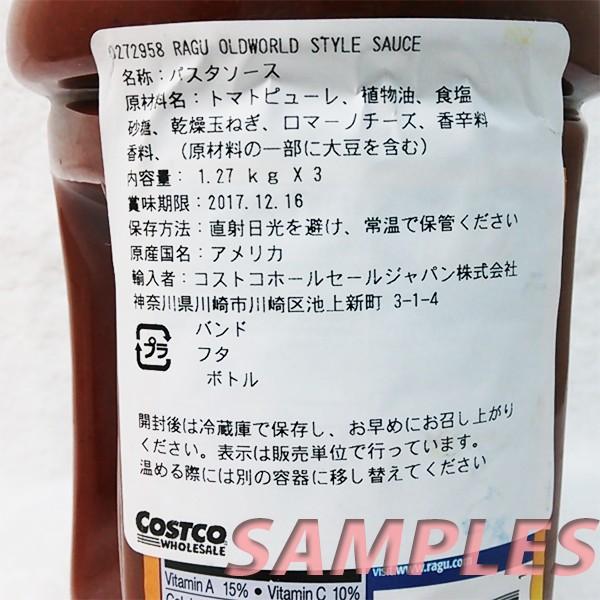 0272958 RAGU OLDWORLD STYLE SAUCE
名称：パスタソース
原材料名：トマトピューレ、植物油、食塩
砂糖、乾燥玉ねぎ、ロマーノチーズ、香辛料
香料、（原材料の一部に大豆を含む）
内容量：1.27 ｋｇ X 3
賞味期限：2017.12.16
保存方法：直射日光を避け、常温で保管ください
原産国名：アメリカ
輸入者：コストコホールセールジャパン株式会社
神奈川県川崎市川崎区池上新町 3-1-4
プラ
バンド
フタ
ボトル
開封後は冷蔵庫で保存し、お早めにお召し上がり
ください。表示は販売単位で行っています。
温める際には別の容器に移し替えてください
COSTCO
WHOLESALE
SAMPLES
visit www.ragu.com
Vitamin A 15% • Vitamin C 10%